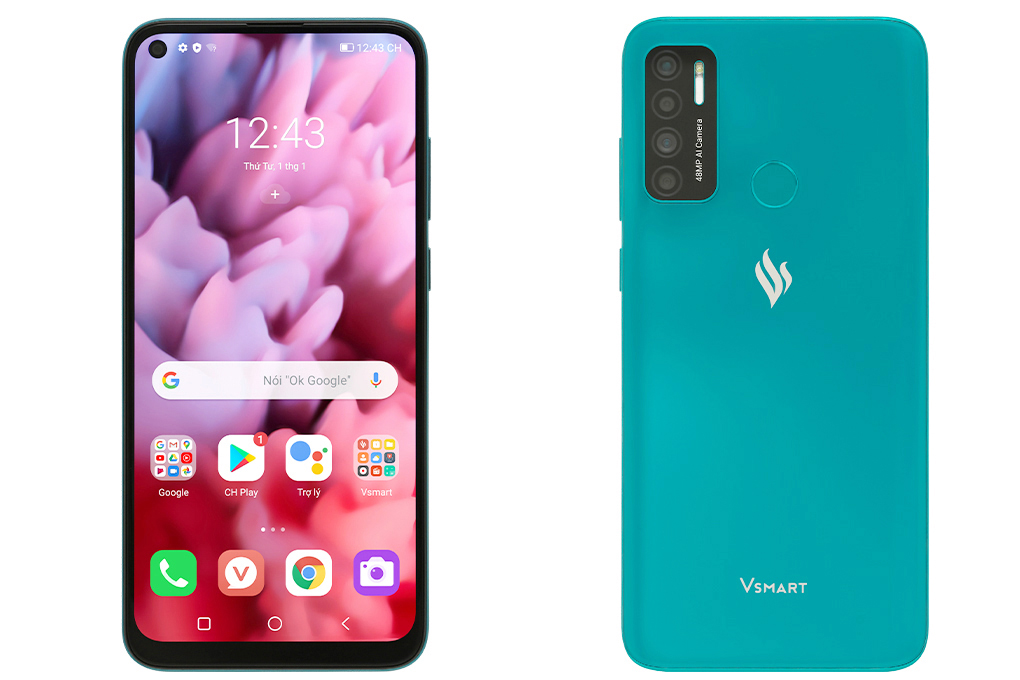 12:43 CH
12:43
Thứ Tư, 1 thg 1
+
Nói "Ok Google"
1
Google
CH Play
Trợ lý
Vsmart
48MP AI Camera
VSMART